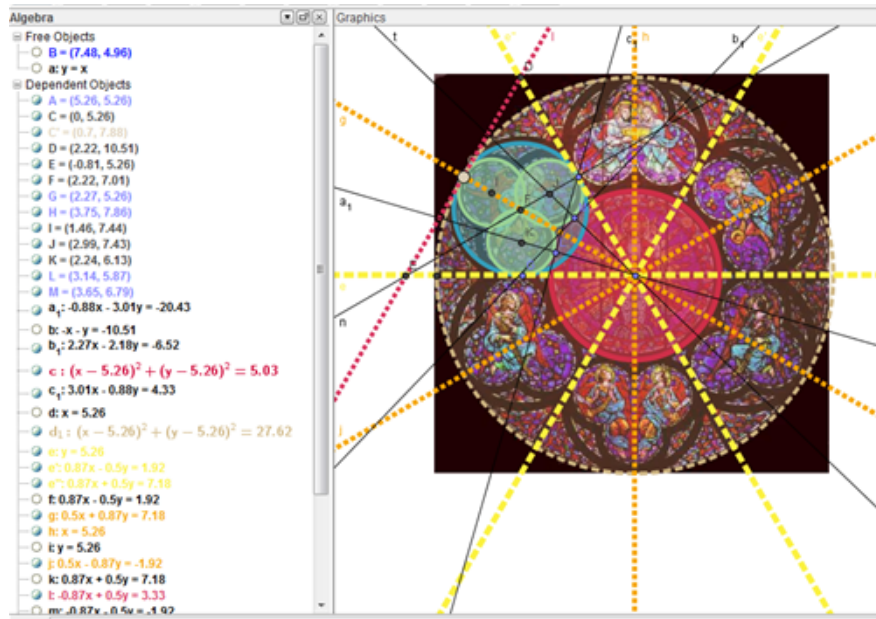 Algebra
Graphics
Free Objects
B = (7.48, 4.96)
a: y = x
Dependent Objects
A = (5.26, 5.26)
C = (0, 5.26)
C' = (0.7, 7.88)
D = (2.22, 10.51)
E = (-0.81, 5.26)
F = (2.22, 7.01)
G = (2.27, 5.26)
H = (3.75, 7.86)
I = (1.46, 7.44)
J = (2.99, 7.43)
K = (2.24, 6.13)
L = (3.14, 5.87)
M = (3.65, 6.79)
a₁: -0.88x - 3.01y = -20.43
b: -x - y = -10.51
b₁: 2.27x - 2.18y = -6.52
c : (x − 5.26)² + (y − 5.26)² = 5.03
c₁: 3.01x - 0.88y = 4.33
d: x = 5.26
d₁ : (x − 5.26)² + (y − 5.26)² = 27.62
e: y = 5.26
e': 0.87x - 0.5y = 1.92
e'': 0.87x + 0.5y = 7.18
f: 0.87x - 0.5y = 1.92
g: 0.5x + 0.87y = 7.18
h: x = 5.26
i: y = 5.26
j: 0.5x - 0.87y = -1.92
k: 0.87x + 0.5y = 7.18
l: -0.87x + 0.5y = 3.33
m: -0.87x - 0.5y = -1.92
t
e''
l
c₁
h
b₁
e'
g
a₁
e
n
j